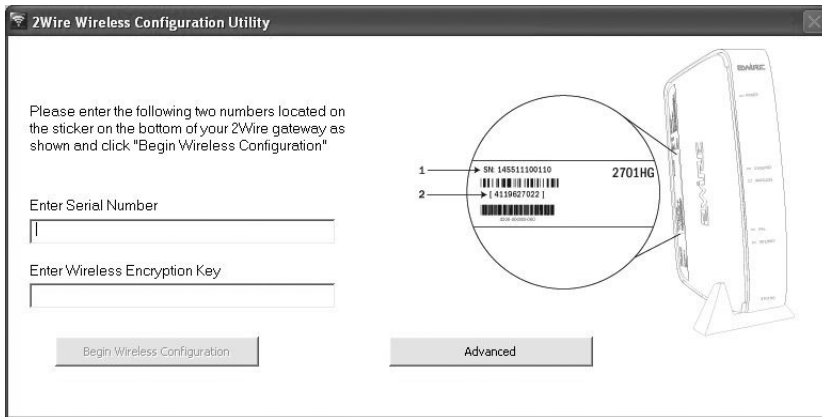 2Wire Wireless Configuration Utility
Please enter the following two numbers located on
the sticker on the bottom of your 2Wire gateway as
shown and click "Begin Wireless Configuration"
Enter Serial Number
Enter Wireless Encryption Key
Begin Wireless Configuration
Advanced
1
SN: 145511100110
2701HG
2
[ 4119627022 ]
2WIRE
POWER
2WIRE